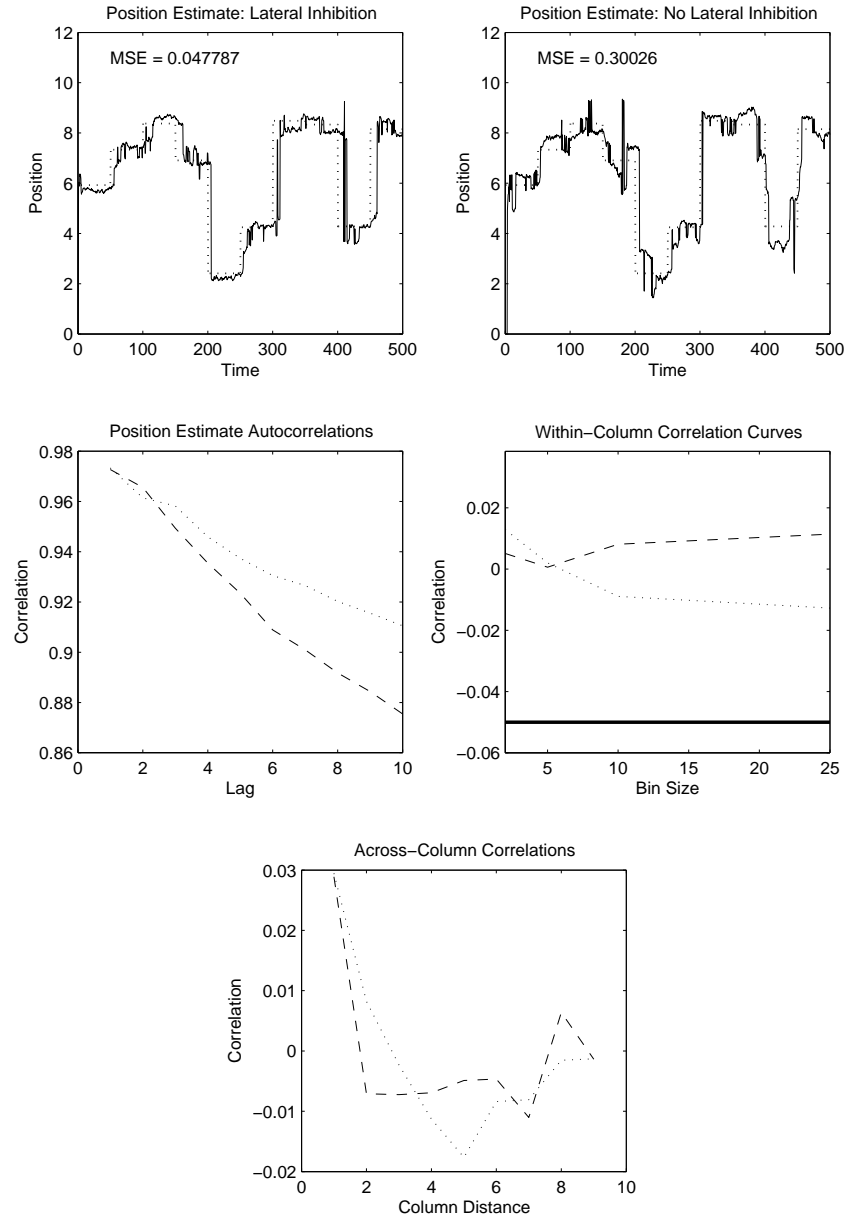 Position Estimate: Lateral Inhibition
MSE = 0.047787
12
10
8
6
4
2
0
Position
0 100 200 300 400 500
Time
Position Estimate: No Lateral Inhibition
MSE = 0.30026
12
10
8
6
4
2
0
Position
0 100 200 300 400 500
Time
Position Estimate Autocorrelations
0.98
0.96
0.94
0.92
0.9
0.88
0.86
Correlation
0 2 4 6 8 10
Lag
Within−Column Correlation Curves
0.02
0
−0.02
−0.04
−0.06
Correlation
5 10 15 20 25
Bin Size
Across−Column Correlations
0.03
0.02
0.01
0
−0.01
−0.02
Correlation
0 2 4 6 8 10
Column Distance